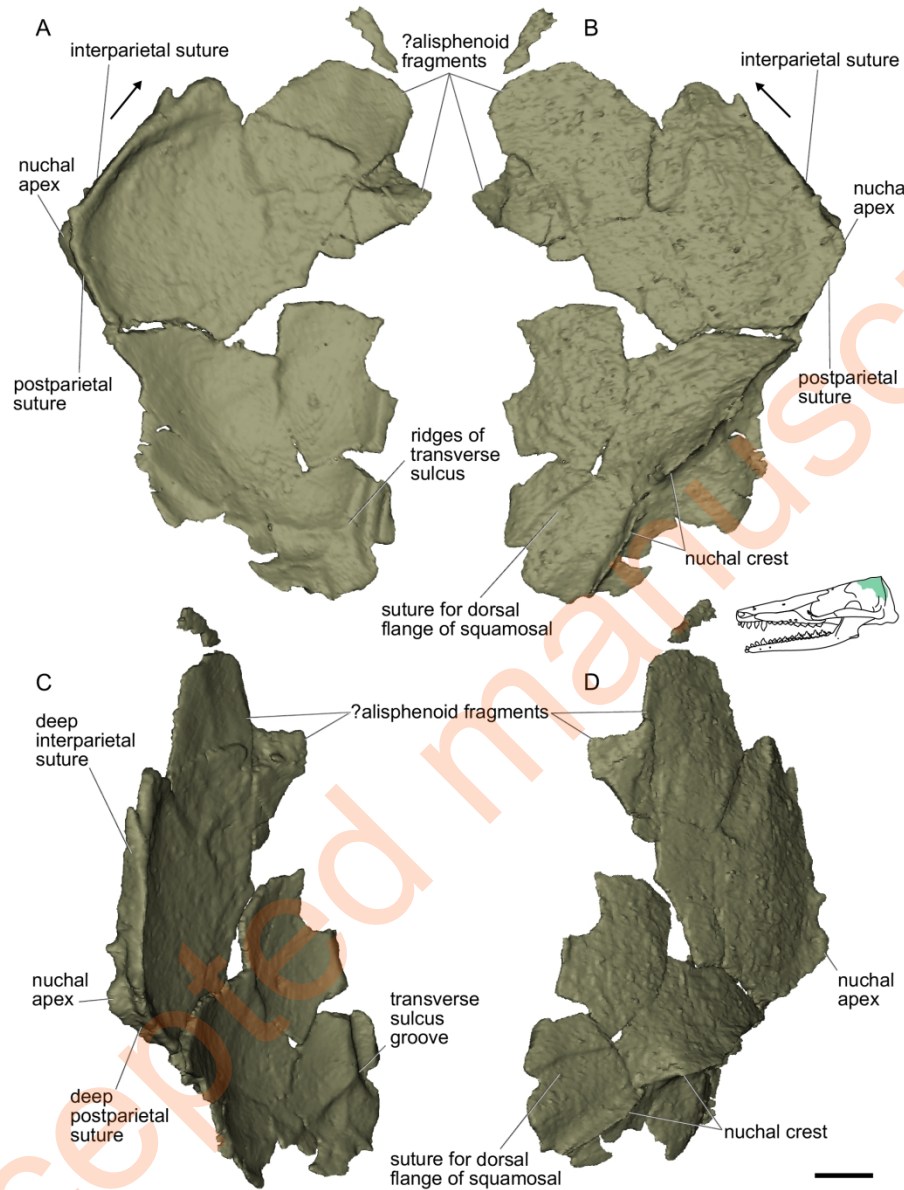 A
?alisphenoid
fragments
B
interparietal suture
interparietal suture
nuchal
apex
nucha
apex
postparietal
suture
postparietal
suture
ridges of
transverse
sulcus
nuchal crest
suture for dorsal
flange of squamosal
C
D
deep
interparietal
suture
?alisphenoid fragments
nuchal
apex
nuchal
apex
transverse
sulcus
groove
deep
postparietal
suture
nuchal crest
suture for dorsal
flange of squamosal
cepted manusc